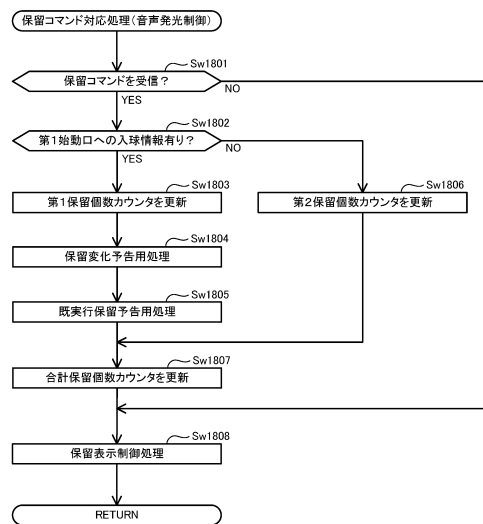 保留コマンド対応処理(音声発光制御)
Sw1801
保留コマンドを受信?
NO
YES
Sw1802
第1始動口への入球情報有り?
NO
YES
Sw1803
第1保留個数カウンタを更新
Sw1806
第2保留個数カウンタを更新
Sw1804
保留変化予告用処理
Sw1805
既実行保留予告用処理
Sw1807
合計保留個数カウンタを更新
Sw1808
保留表示制御処理
RETURN